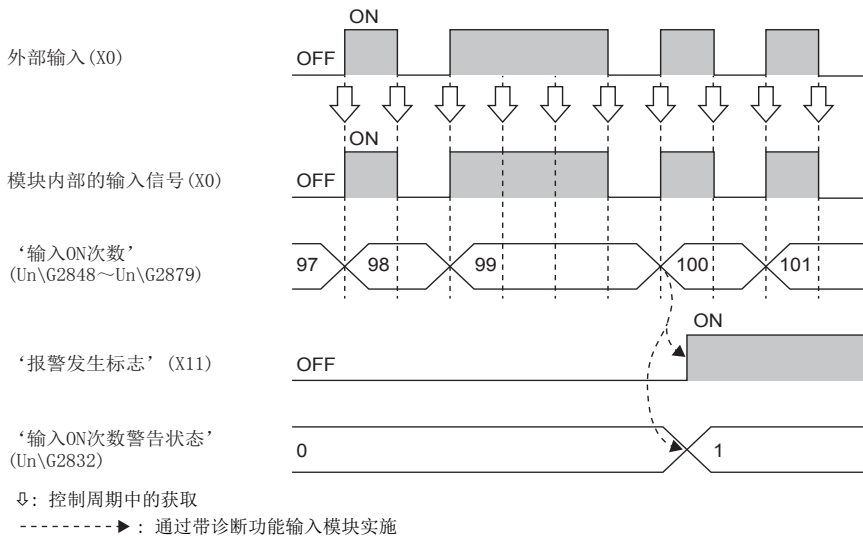 ON
外部输入(X0)
OFF
ON
模块内部的输入信号(X0)
OFF
‘输入ON次数’
(Un\G2848～Un\G2879)
97 98 99 100 101
ON
‘报警发生标志’(X11)
OFF
‘输入ON次数警告状态’
(Un\G2832)
0 1
: 控制周期中的获取
: 通过带诊断功能输入模块实施